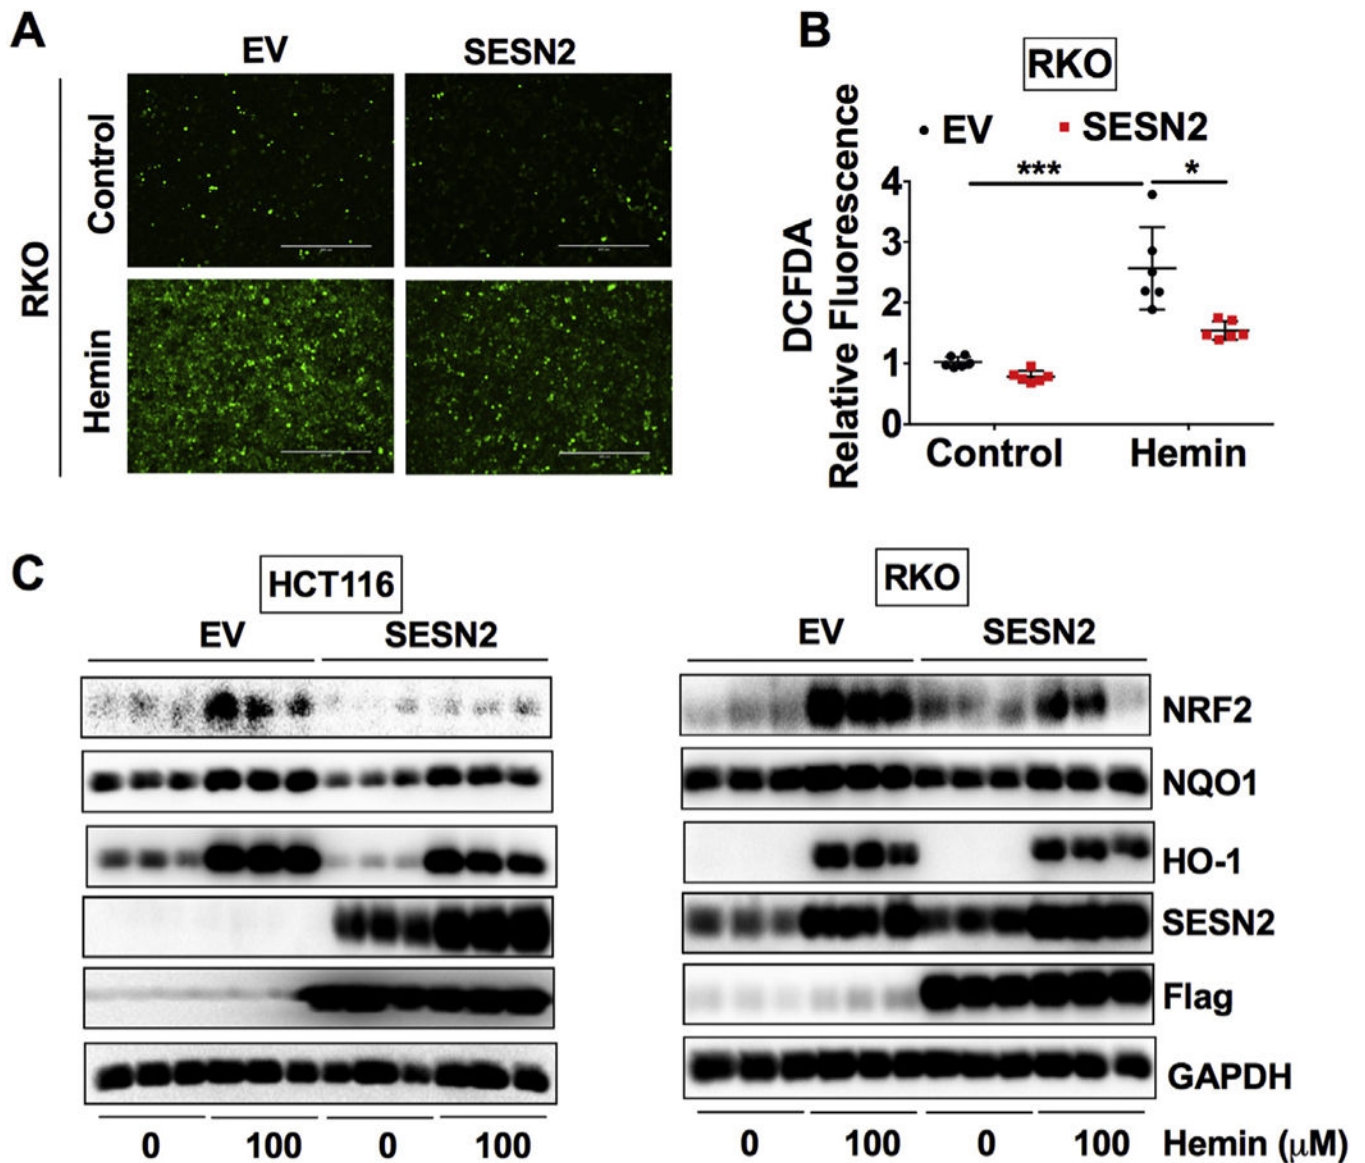 A
EV
SESN2
RKO
Control
Hemin
B
RKO
EV
SESN2
DCFDA
Relative Fluorescence
***
*
4
3
2
1
0
Control
Hemin
C
HCT116
RKO
EV
SESN2
EV
SESN2
NRF2
NQO1
HO-1
SESN2
Flag
GAPDH
0
100
0
100
0
100
0
100
Hemin (μM)